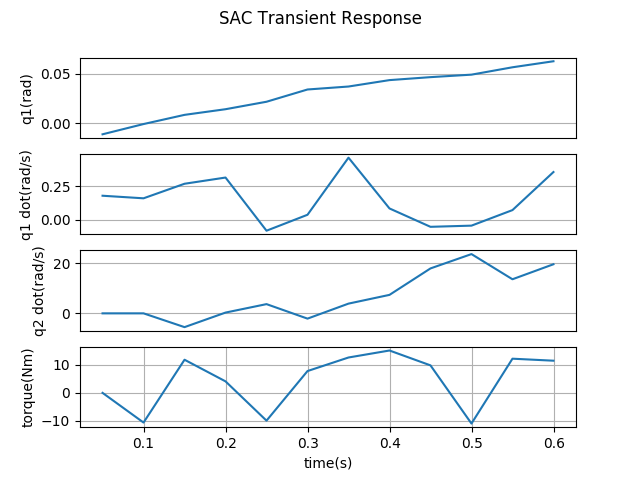 SAC Transient Response
q1(rad)
0.05
0.00
q1 dot(rad/s)
0.25
0.00
q2 dot(rad/s)
20
0
torque(Nm)
10
0
−10
0.1 0.2 0.3 0.4 0.5 0.6
time(s)